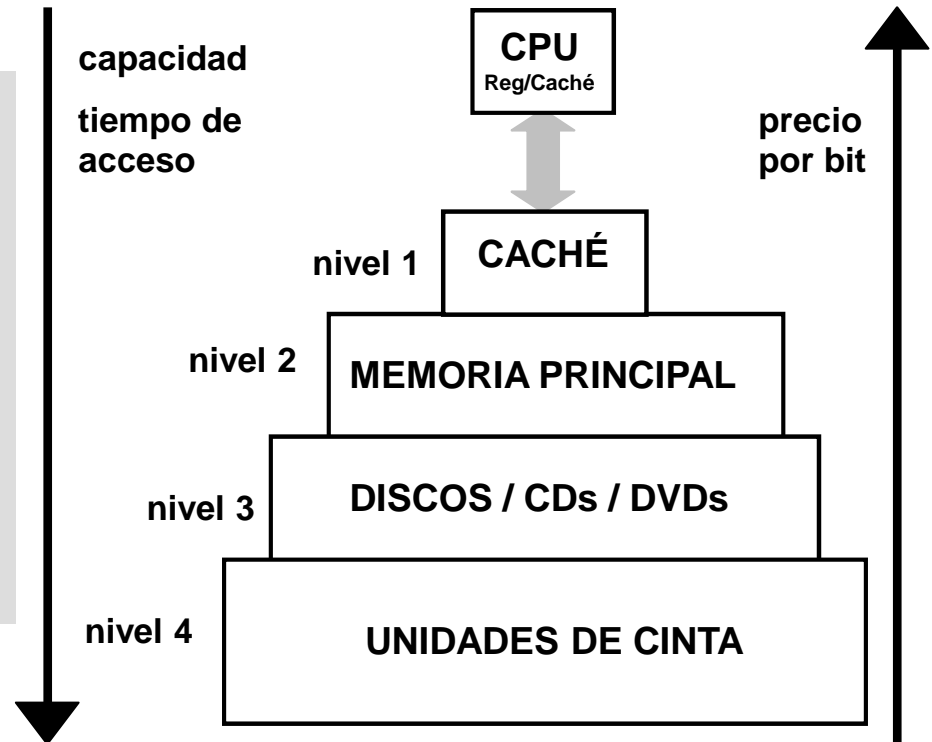 capacidad
CPU
Reg/Caché
tiempo de
acceso
precio
por bit
nivel 1
CACHÉ
nivel 2
MEMORIA PRINCIPAL
nivel 3
DISCOS / CDs / DVDs
nivel 4
UNIDADES DE CINTA